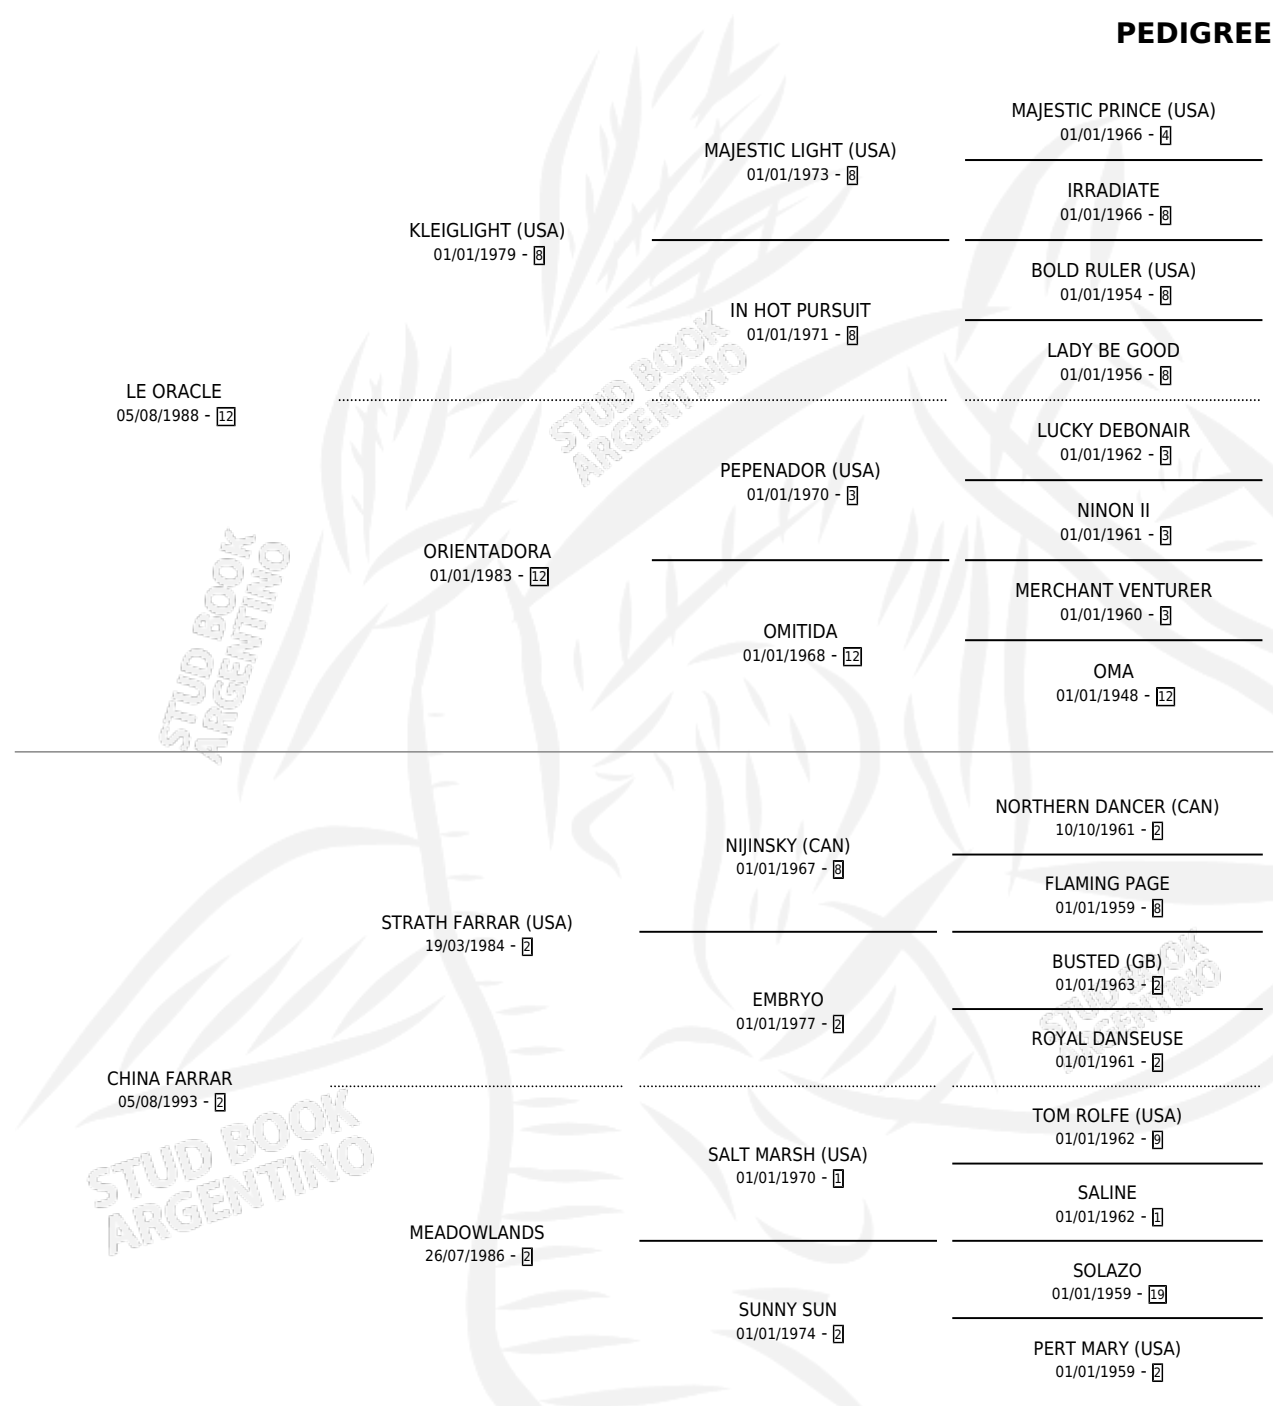 PEDIGREE
MAJESTIC PRINCE (USA)
01/01/1966 - 4
MAJESTIC LIGHT (USA)
01/01/1973 - 8
IRRADIATE
01/01/1966 - 8
KLEIGLIGHT (USA)
01/01/1979 - 8
BOLD RULER (USA)
01/01/1954 - 8
IN HOT PURSUIT
01/01/1971 - 8
LADY BE GOOD
01/01/1956 - 8
LE ORACLE
05/08/1988 - 12
LUCKY DEBONAIR
01/01/1962 - 3
PEPENADOR (USA)
01/01/1970 - 3
NINON II
01/01/1961 - 3
ORIENTADORA
01/01/1983 - 12
MERCHANT VENTURER
01/01/1960 - 3
OMITIDA
01/01/1968 - 12
OMA
01/01/1948 - 12
NORTHERN DANCER (CAN)
10/10/1961 - 2
NIJINSKY (CAN)
01/01/1967 - 8
FLAMING PAGE
01/01/1959 - 8
STRATH FARRAR (USA)
19/03/1984 - 2
BUSTED (GB)
01/01/1963 - 2
EMBRYO
01/01/1977 - 2
ROYAL DANSEUSE
01/01/1961 - 2
CHINA FARRAR
05/08/1993 - 2
TOM ROLFE (USA)
01/01/1962 - 9
SALT MARSH (USA)
01/01/1970 - 1
SALINE
01/01/1962 - 1
MEADOWLANDS
26/07/1986 - 2
SOLAZO
01/01/1959 - 19
SUNNY SUN
01/01/1974 - 2
PERT MARY (USA)
01/01/1959 - 2
STUD BOOK
ARGENTINO
STUD BOOK
ARGENTINO
STUD BOOK
ARGENTINO
STUD BOOK
ARGENTINO